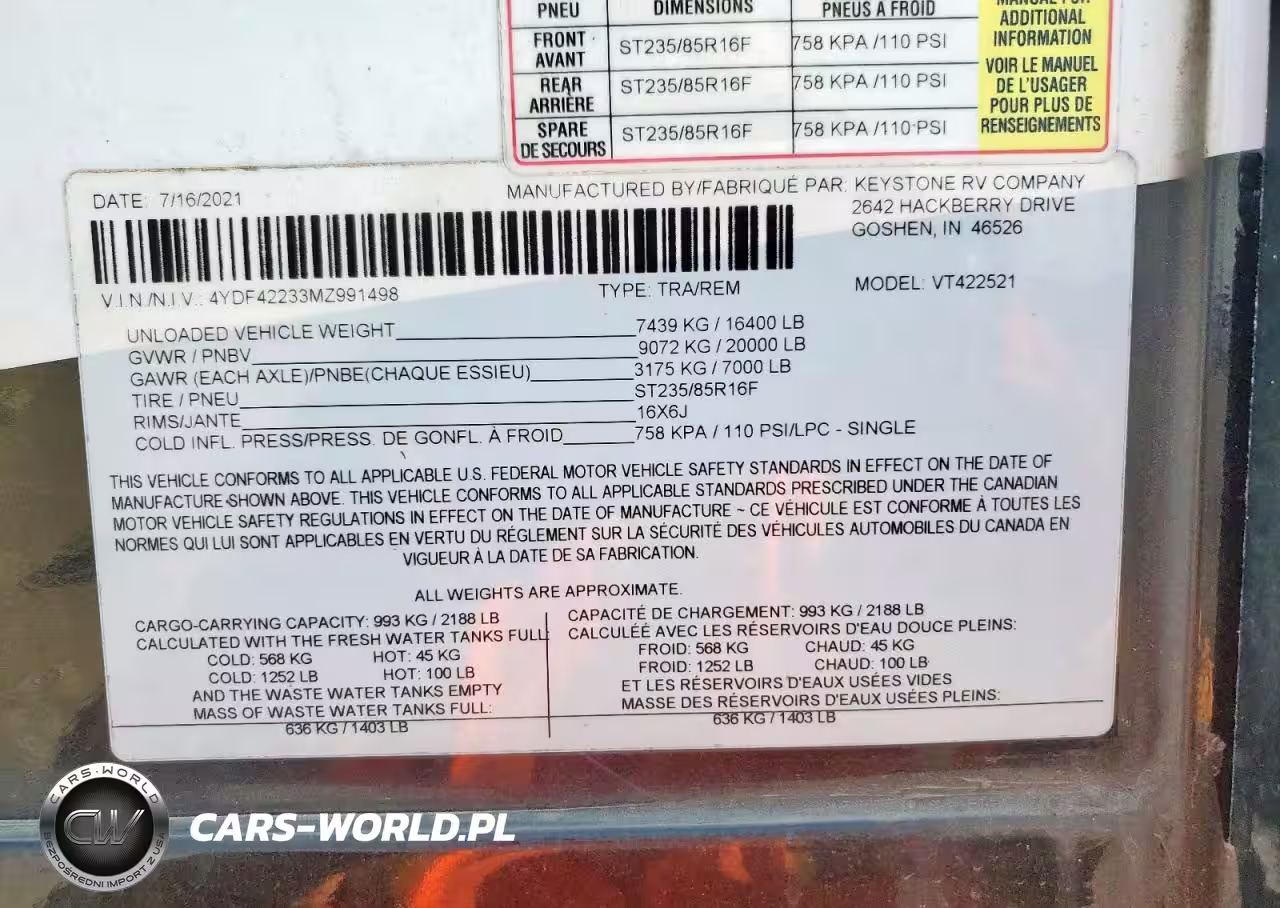 PNEU DIMENSIONS PNEUS A FROID
MANUAL FOR
ADDITIONAL
INFORMATION
VOIR LE MANUEL
DE L'USAGER
POUR PLUS DE
RENSEIGNEMENTS
FRONT
AVANT
ST235/85R16F 758 KPA /110 PSI
REAR
ARRIÈRE
ST235/85R16F 758 KPA /110 PSI
SPARE
DE SECOURS
ST235/85R16F 758 KPA /110 PSI
DATE: 7/16/2021
MANUFACTURED BY/FABRIQUÉ PAR: KEYSTONE RV COMPANY
2642 HACKBERRY DRIVE
GOSHEN, IN 46526
V.I.N./N.I.V.: 4YDF42233MZ991498 TYPE: TRA/REM MODEL: VT422521
UNLOADED VEHICLE WEIGHT 7439 KG / 16400 LB
GVWR / PNBV 9072 KG / 20000 LB
GAWR (EACH AXLE)/PNBE(CHAQUE ESSIEU) 3175 KG / 7000 LB
TIRE / PNEU ST235/85R16F
RIMS/JANTE 16X6J
COLD INFL. PRESS/PRESS. DE GONFL. À FROID 758 KPA / 110 PSI/LPC - SINGLE
THIS VEHICLE CONFORMS TO ALL APPLICABLE U.S. FEDERAL MOTOR VEHICLE SAFETY STANDARDS IN EFFECT ON THE DATE OF
MANUFACTURE SHOWN ABOVE. THIS VEHICLE CONFORMS TO ALL APPLICABLE STANDARDS PRESCRIBED UNDER THE CANADIAN
MOTOR VEHICLE SAFETY REGULATIONS IN EFFECT ON THE DATE OF MANUFACTURE ~ CE VÉHICULE EST CONFORME À TOUTES LES
NORMES QUI LUI SONT APPLICABLES EN VERTU DU RÉGLEMENT SUR LA SÉCURITÉ DES VÉHICULES AUTOMOBILES DU CANADA EN
VIGUEUR À LA DATE DE SA FABRICATION.
ALL WEIGHTS ARE APPROXIMATE.
CARGO-CARRYING CAPACITY: 993 KG / 2188 LB
CALCULATED WITH THE FRESH WATER TANKS FULL
COLD: 568 KG HOT: 45 KG
COLD: 1252 LB HOT: 100 LB
AND THE WASTE WATER TANKS EMPTY
MASS OF WASTE WATER TANKS FULL:
636 KG / 1403 LB
CAPACITÉ DE CHARGEMENT: 993 KG / 2188 LB
CALCULÉE AVEC LES RÉSERVOIRS D'EAU DOUCE PLEINS:
FROID: 568 KG CHAUD: 45 KG
FROID: 1252 LB CHAUD: 100 LB
ET LES RÉSERVOIRS D'EAUX USÉES VIDES
MASSE DES RÉSERVOIRS D'EAUX USÉES PLEINS:
636 KG / 1403 LB
CARS-WORLD
CW
BEZPOŚREDNI IMPORT Z USA
CARS-WORLD.PL